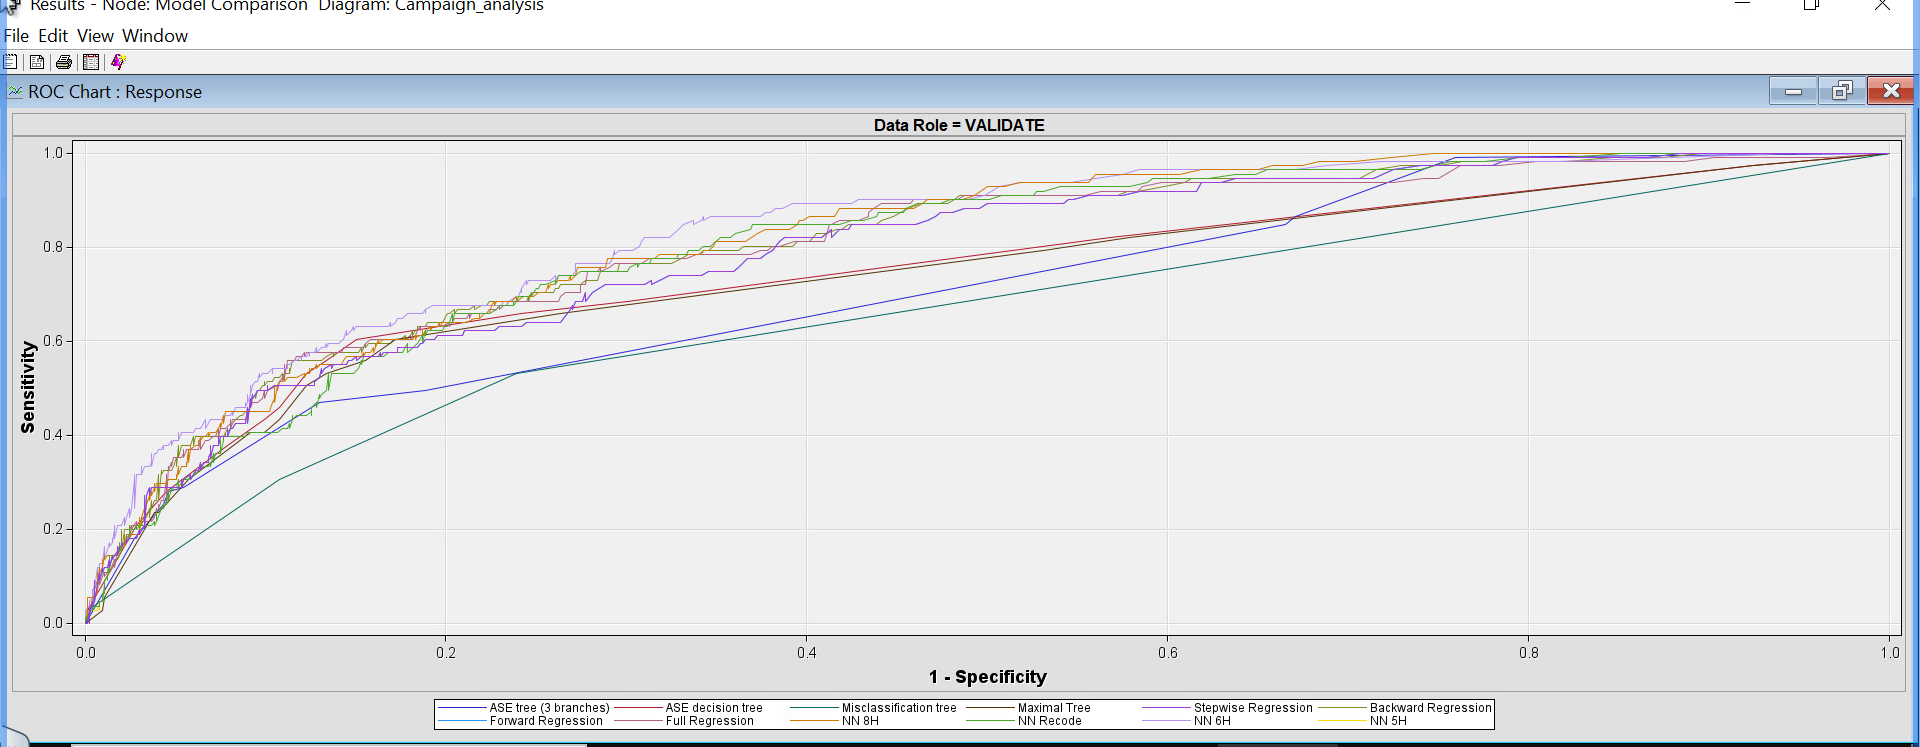 Results - Node: Model Comparison Diagram: Campaign_analysis
File Edit View Window
ROC Chart : Response
Data Role = VALIDATE
1.0
0.8
0.6
0.4
0.2
0.0
Sensitivity
0.0 0.2 0.4 0.6 0.8 1.0
1 - Specificity
ASE tree (3 branches) ASE decision tree Misclassification tree Maximal Tree Stepwise Regression Backward Regression
Forward Regression Full Regression NN 8H NN Recode NN 6H NN 5H